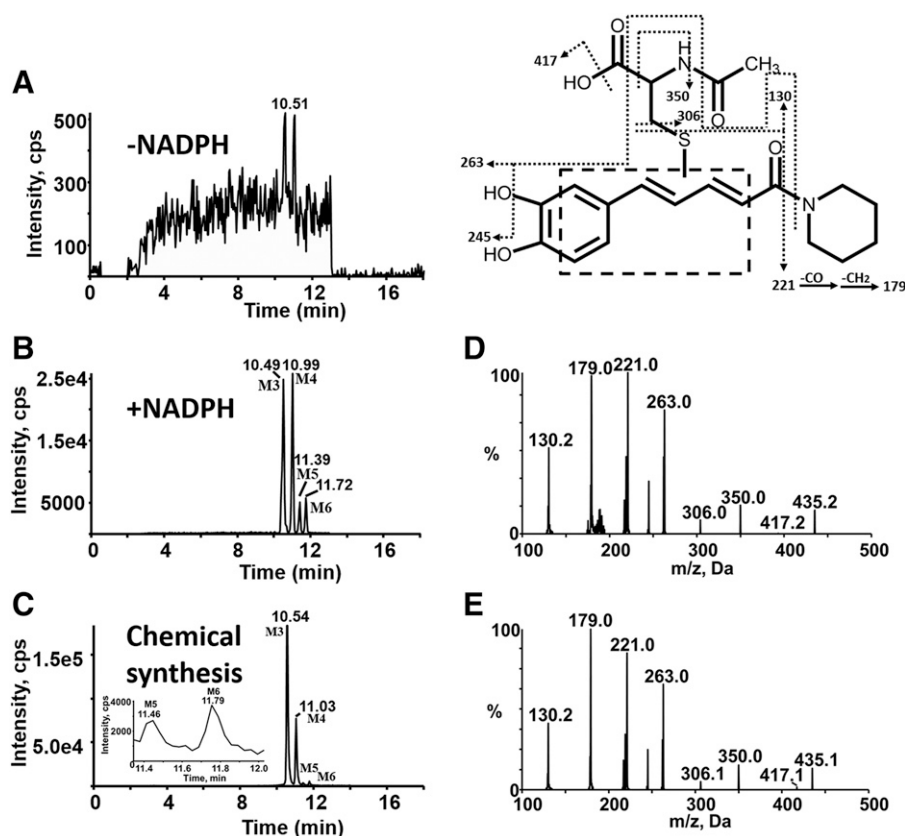 A
-NADPH
10.51
Intensity, cps
500
300
100
0 4 8 12 16
Time (min)
O
H
417
HO
N
CH3
350
130
306
O
S
O
263
HO
N
245
HO
221 -CO -CH2 179
B
+NADPH
10.49 10.99
M3 M4
11.39
M5
11.72
M6
Intensity, cps
2.5e4
1.5e4
5000
0 4 8 12 16
Time (min)
C
Chemical
synthesis
10.54
M3
11.03
M4
M5
M6
Intensity, cps
1.5e5
5.0e4
0 4 8 12 16
Time (min)
M5
11.46
M6
11.79
Intensity, cps
4000
2000
0
11.4 11.6 11.8 12.0
Time, min
D
100
%
0
130.2
179.0
221.0
263.0
306.0
350.0
417.2
435.2
100 200 300 400 500
m/z, Da
E
100
%
0
130.2
179.0
221.0
263.0
306.1
350.0
417.1
435.1
100 200 300 400 500
m/z, Da